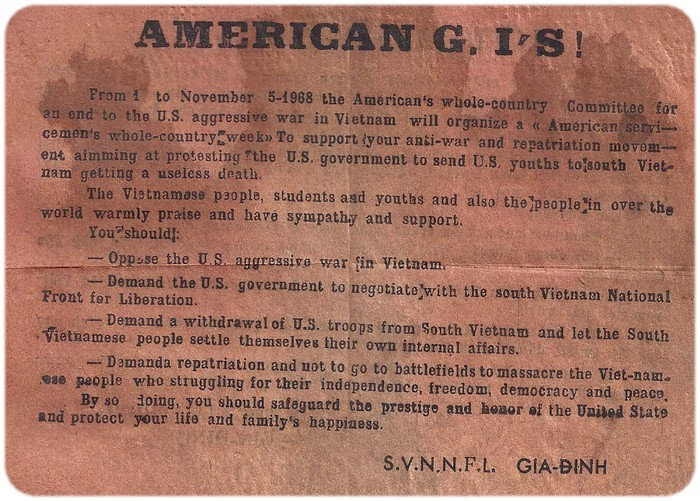 AMERICAN G. I'S!
From 1 to November 5-1968 the American's whole-country Committee for
an end to the U.S. aggressive war in Vietnam will organize a « American servi-
cemen's whole-country week» To support your anti-war and repatriation movem-
ent aimming at protesting the U.S. government to send U.S. youths to south Viet-
nam getting a useless death.
The Vietnamese people, students and youths and also the people in over the
world warmly praise and have sympathy and support.
You should:
— Oppose the U.S. aggressive war in Vietnam.
— Demand the U.S. government to negotiate with the south Vietnam National
Front for Liberation.
— Demand a withdrawal of U.S. troops from South Vietnam and let the South
Vietnamese people settle themselves their own internal affairs.
— Demanda repatriation and not to go to battlefields to massacre the Viet-nam-
ese people who struggling for their independence, freedom, democracy and peace.
By so doing, you should safeguard the prestige and honor of the United State
and protect your life and family's happiness.
S.V.N.N.F.L. GIA-ĐINH